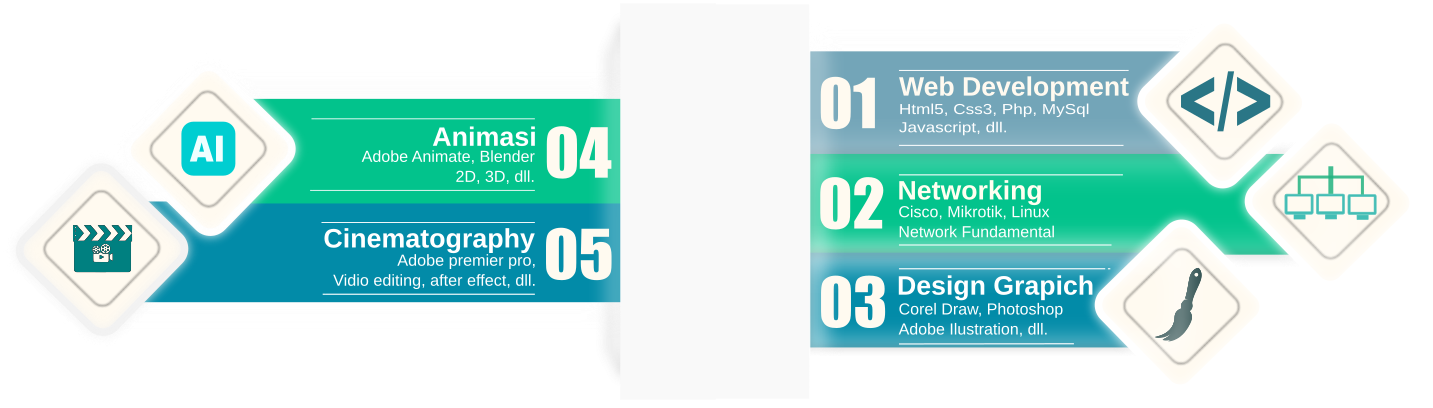 AI
Animasi
Adobe Animate, Blender
2D, 3D, dll.
04
Cinematography
Adobe premier pro,
Vidio editing, after effect, dll.
05
01
Web Development
Html5, Css3, Php, MySql
Javascript, dll.
</>
02
Networking
Cisco, Mikrotik, Linux
Network Fundamental
03
Design Grapich
Corel Draw, Photoshop
Adobe Ilustration, dll.